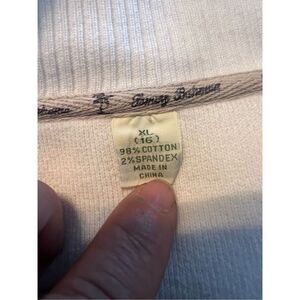 Tommy Bahama
XL
(16)
98% COTTON
2% SPANDEX
MADE IN
CHINA